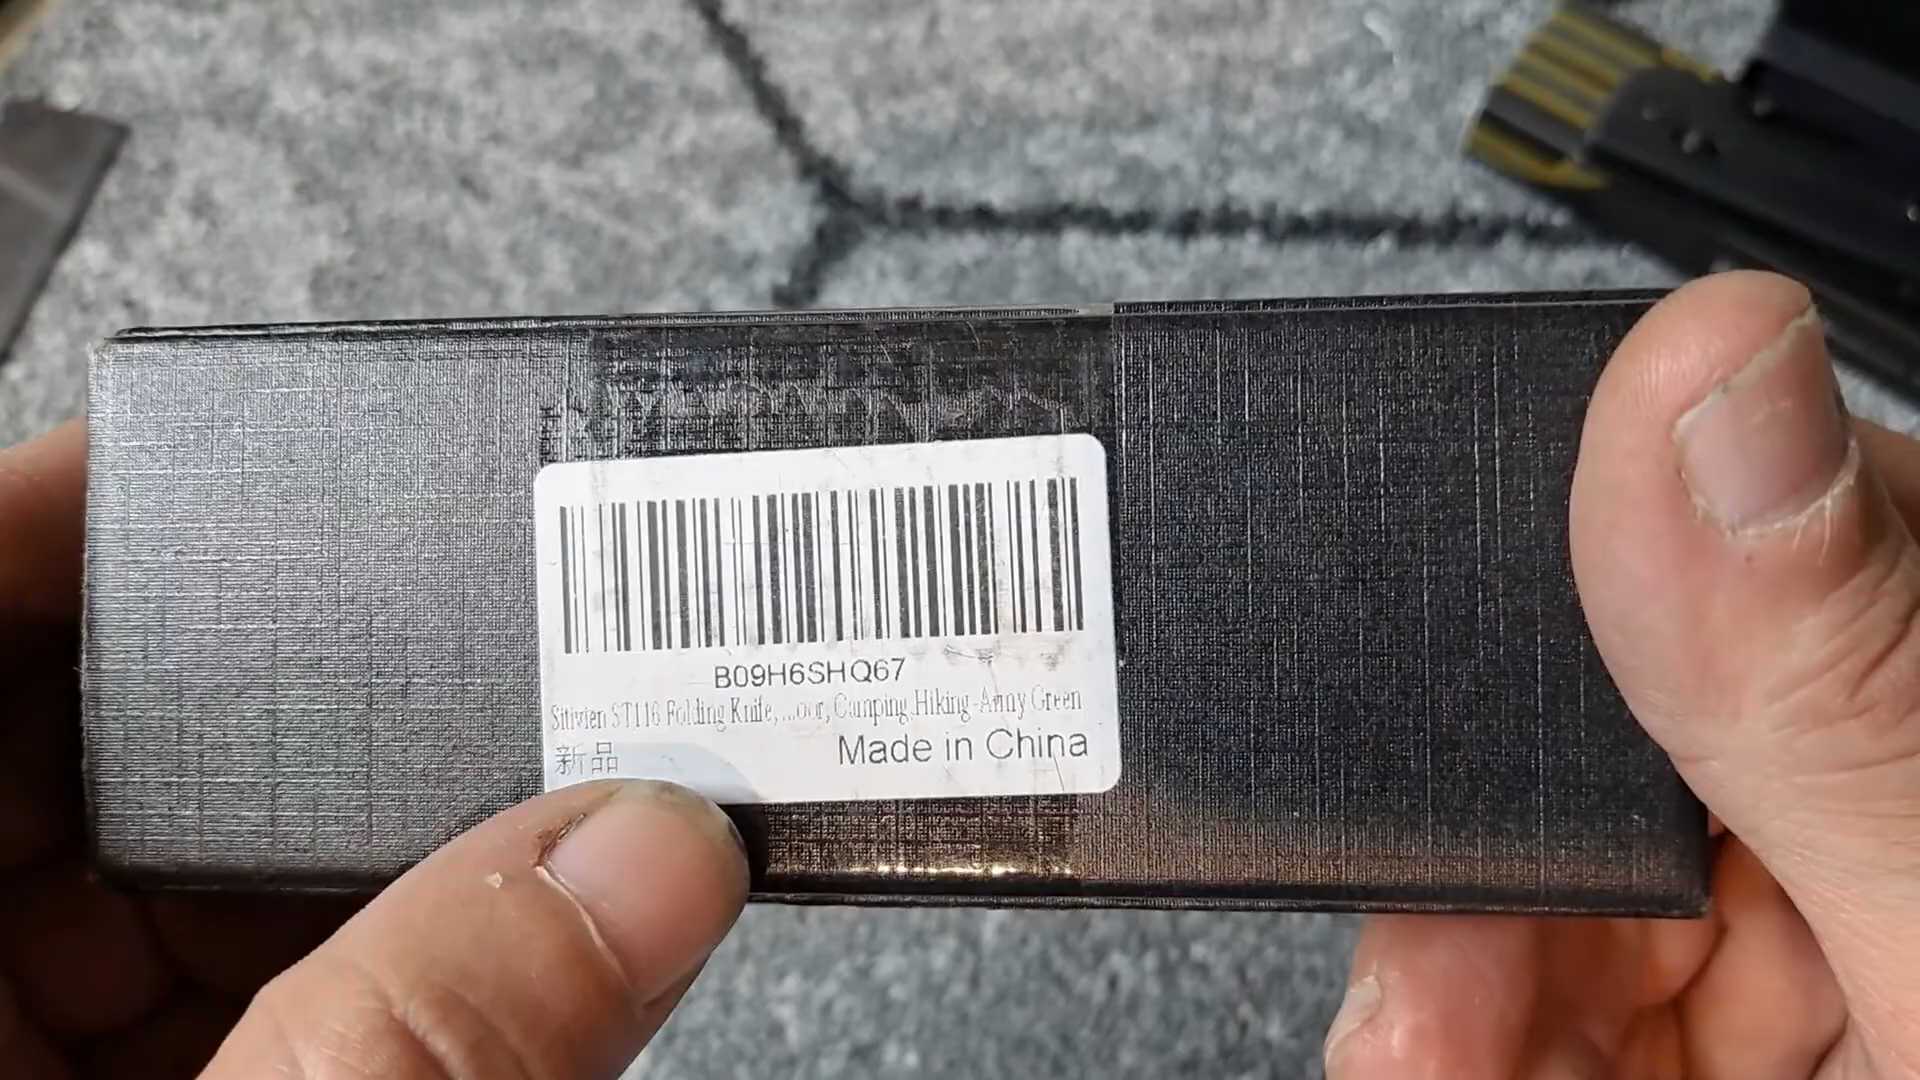 B09H6SHQ67
Sitivien ST116 Folding Knife, ...oor, Camping,Hiking-Army Green
新品
Made in China